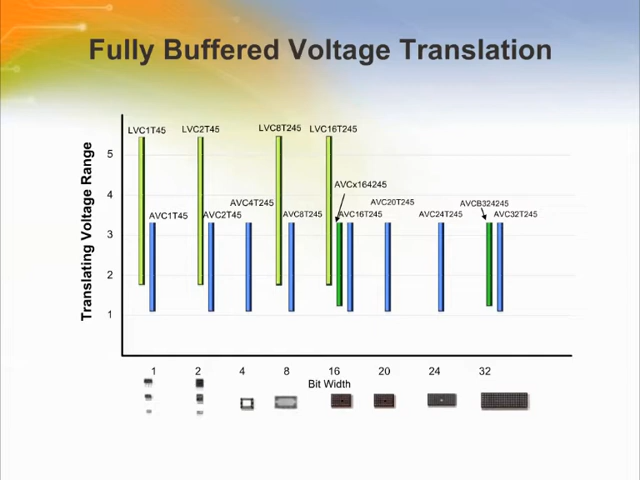 Fully Buffered Voltage Translation
LVC1T45 LVC2T45 LVC8T245 LVC16T245
5
AVCx164245
4
AVC4T245 AVC20T245 AVCB324245
AVC1T45 AVC2T45 AVC8T245 AVC16T245 AVC24T245 AVC32T245
3
2
1
Translating Voltage Range
1 2 4 8 16 20 24 32
Bit Width